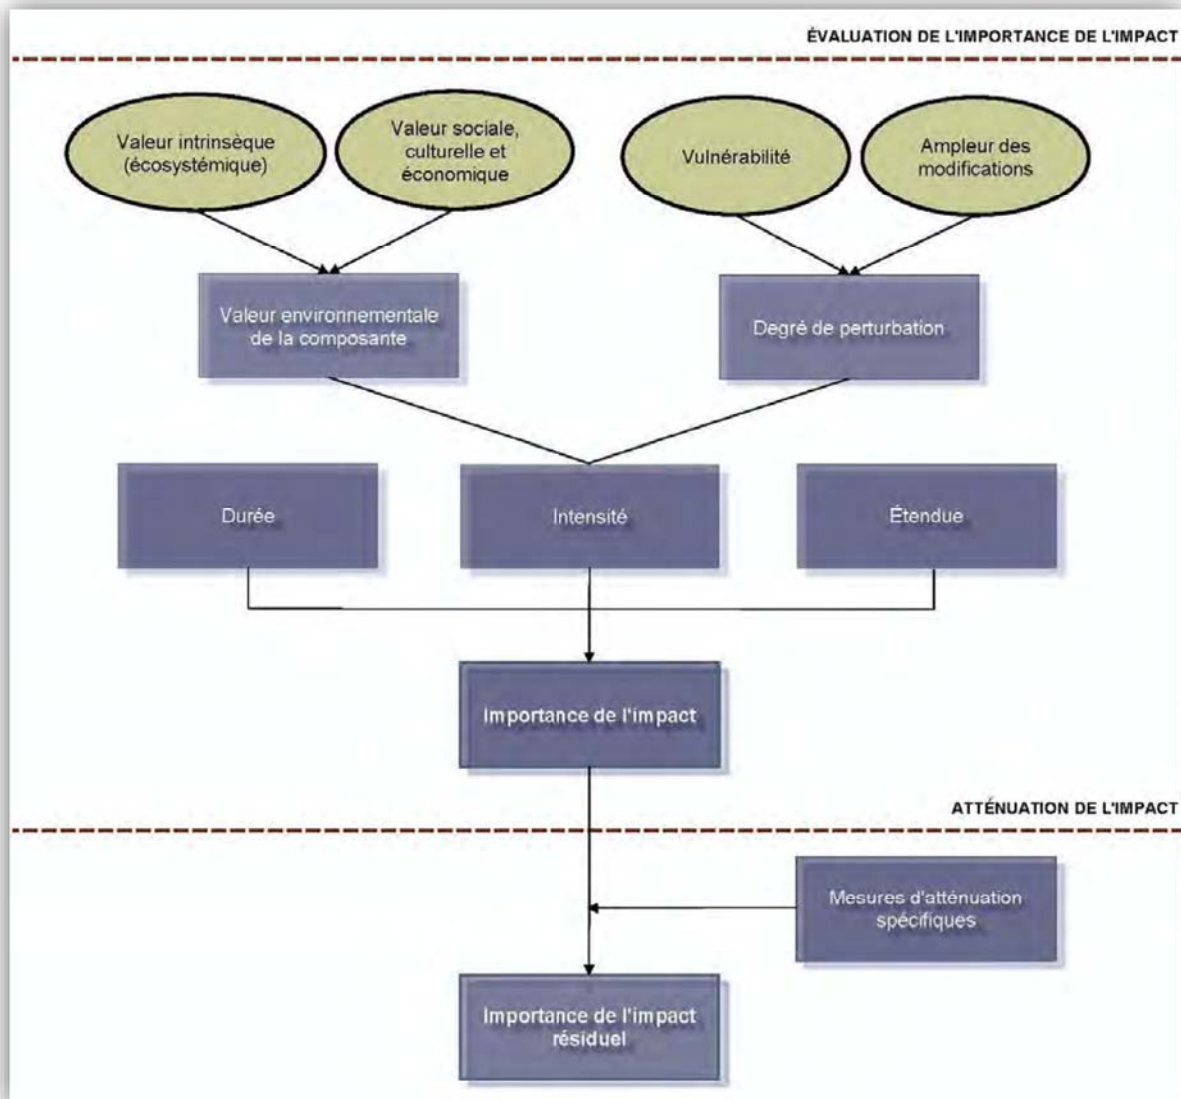 ÉVALUATION DE L'IMPORTANCE DE L'IMPACT
Valeur intrinsèque
(écosystémique)
Valeur sociale,
culturelle et
économique
Vulnérabilité
Ampleur des
modifications
Valeur environnementale
de la composante
Degré de perturbation
Durée
Intensité
Étendue
Importance de l'impact
ATTÉNUATION DE L'IMPACT
Mesures d'atténuation
spécifiques
Importance de l'impact
résiduel